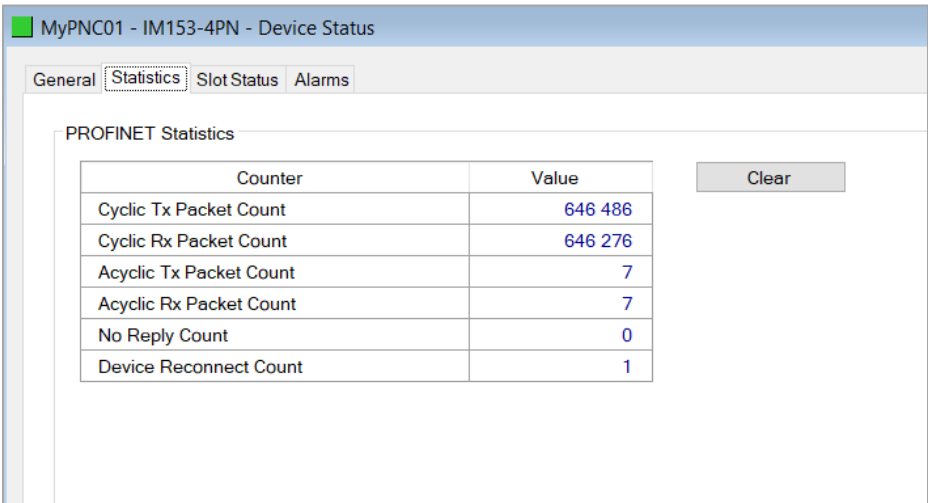 MyPNC01 - IM153-4PN - Device Status
General Statistics Slot Status Alarms
PROFINET Statistics
Counter Value Clear
Cyclic Tx Packet Count 646 486
Cyclic Rx Packet Count 646 276
Acyclic Tx Packet Count 7
Acyclic Rx Packet Count 7
No Reply Count 0
Device Reconnect Count 1